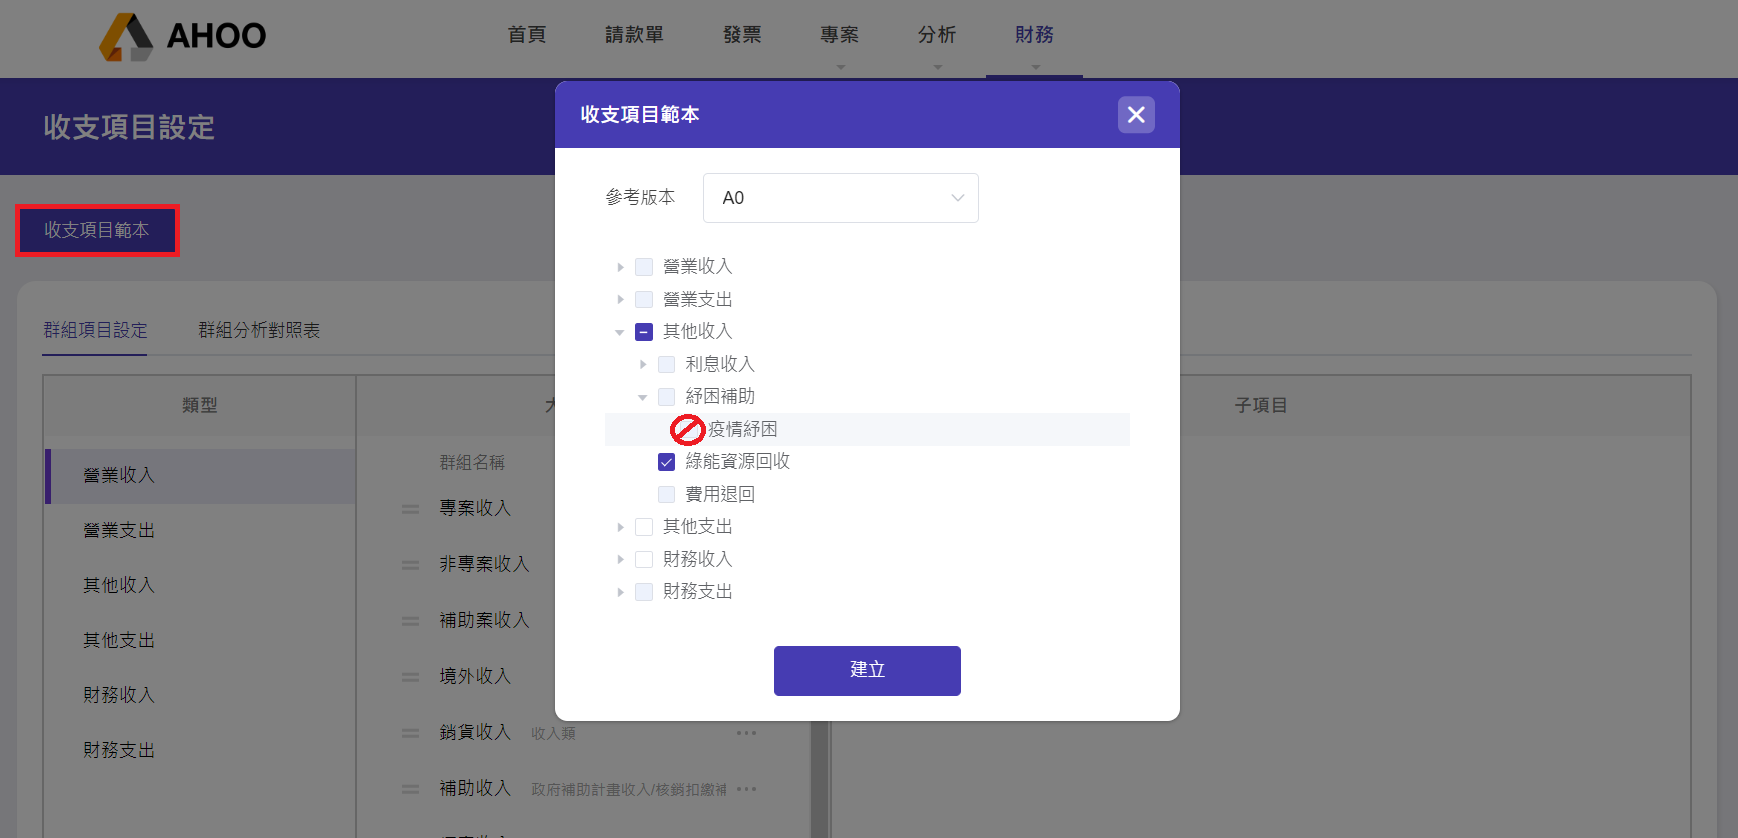 AHOO
首頁
請款單
發票
專案
分析
財務
收支項目設定
收支項目範本
收支項目範本
參考版本
A0
營業收入
營業支出
其他收入
利息收入
紓困補助
疫情紓困
綠能資源回收
費用退回
其他支出
財務收入
財務支出
建立
群組項目設定
群組分析對照表
類型
子項目
營業收入
營業支出
其他收入
其他支出
財務收入
財務支出
群組名稱
專案收入
非專案收入
補助案收入
境外收入
銷貨收入 收入類
補助收入 政府補助計畫收入/核銷扣繳補